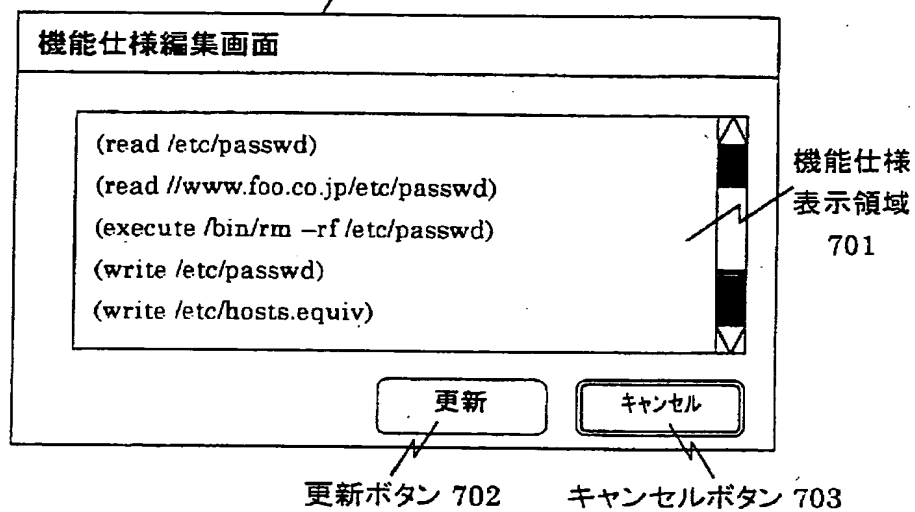 機能仕様編集画面
(read /etc/passwd)
(read //www.foo.co.jp/etc/passwd)
(execute /bin/rm –rf /etc/passwd)
(write /etc/passwd)
(write /etc/hosts.equiv)
機能仕様
表示領域
701
更新
キャンセル
更新ボタン 702
キャンセルボタン 703